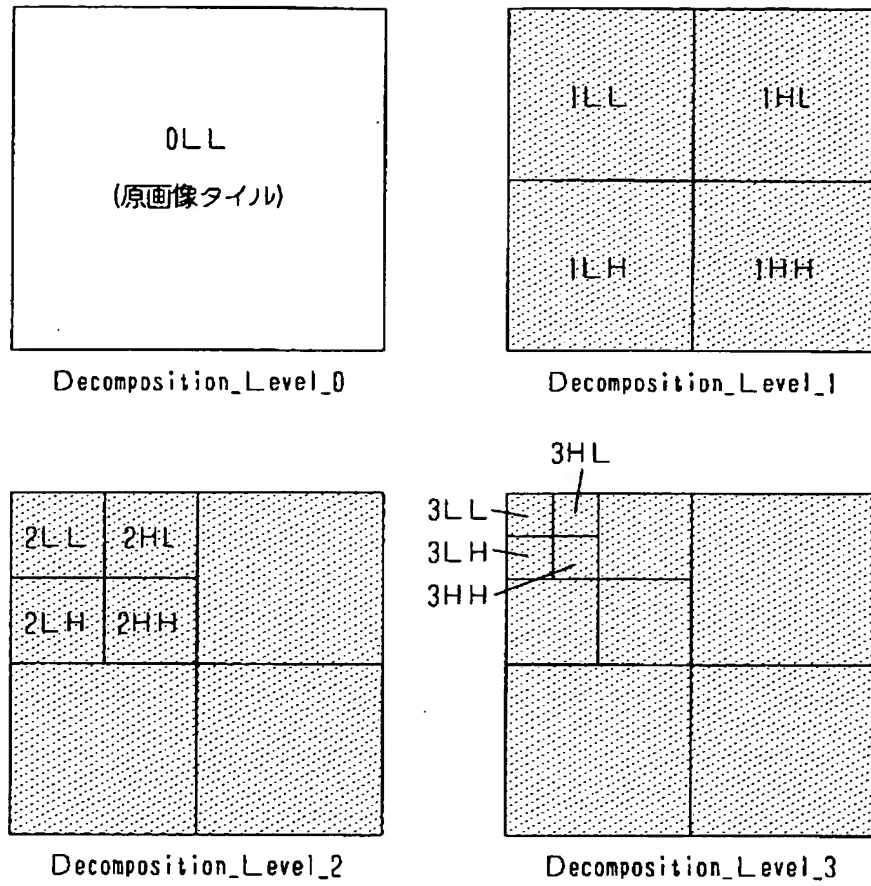 0LL
(原画像タイル)
Decomposition_Level_0
1LL 1HL
1LH 1HH
Decomposition_Level_1
2LL 2HL
2LH 2HH
Decomposition_Level_2
3HL
3LL
3LH
3HH
Decomposition_Level_3